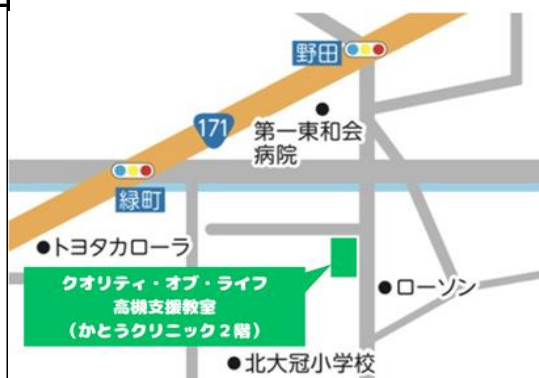 野田
171
第一東和会
病院
緑町
トヨタカローラ
クオリティ・オブ・ライフ
高槻支援教室
（かとうクリニック２階）
ローソン
北大冠小学校